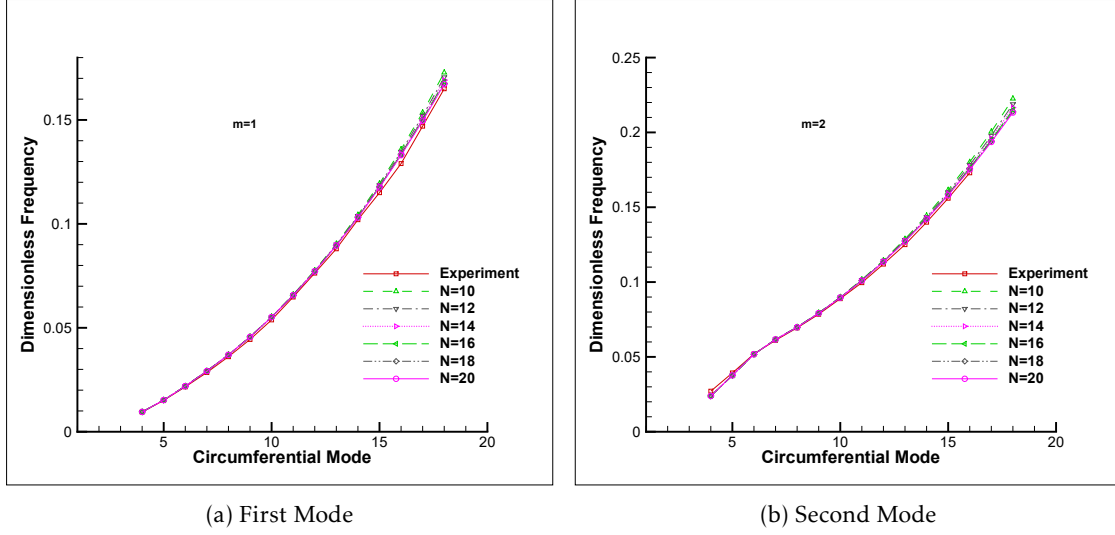 m=1
Dimensionless Frequency
0.15
0.1
0.05
0
5
10
15
20
Circumferential Mode
Experiment
N=10
N=12
N=14
N=16
N=18
N=20
(a) First Mode
m=2
Dimensionless Frequency
0.25
0.2
0.15
0.1
0.05
0
5
10
15
20
Circumferential Mode
Experiment
N=10
N=12
N=14
N=16
N=18
N=20
(b) Second Mode